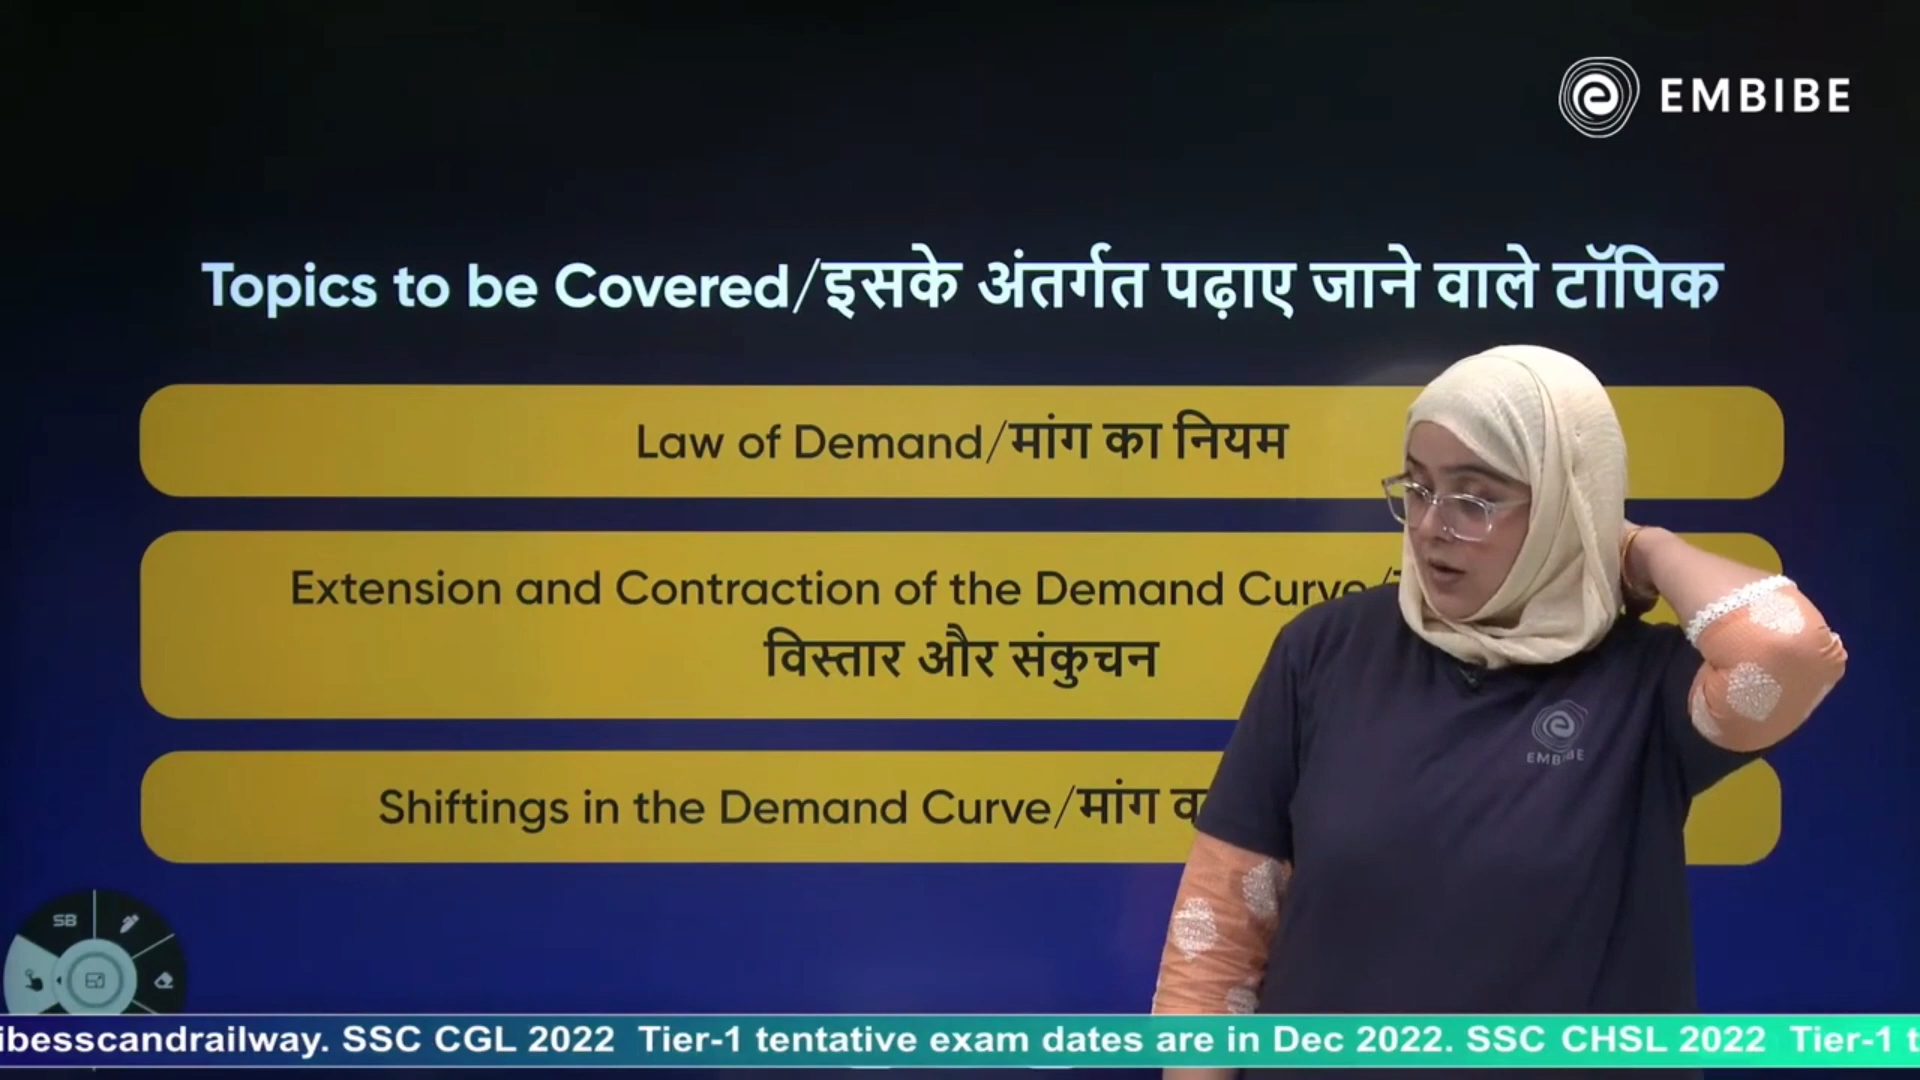 EMBIBE
Topics to be Covered/इसके अंतर्गत पढ़ाए जाने वाले टॉपिक
Law of Demand/मांग का नियम
Extension and Contraction of the Demand Curve/
विस्तार और संकुचन
Shiftings in the Demand Curve/मांग
EMBIBE
SB
ibesscandrailway. SSC CGL 2022 Tier-1 tentative exam dates are in Dec 2022. SSC CHSL 2022 Tier-1 t